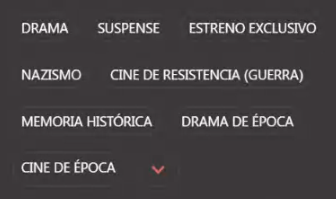 DRAMA SUSPENSE ESTRENO EXCLUSIVO
NAZISMO CINE DE RESISTENCIA (GUERRA)
MEMORIA HISTÓRICA DRAMA DE ÉPOCA
CINE DE ÉPOCA